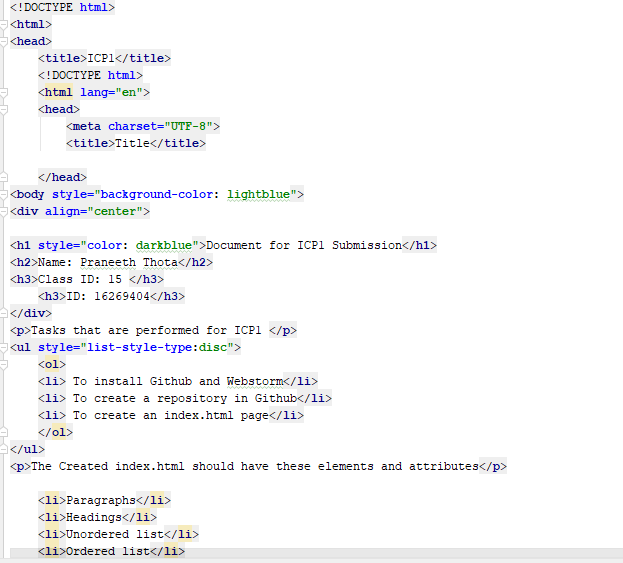 <!DOCTYPE html>
<html>
<head>
    <title>ICP1</title>
    <!DOCTYPE html>
    <html lang="en">
    <head>
        <meta charset="UTF-8">
        <title>Title</title>

    </head>
<body style="background-color: lightblue">
<div align="center">

<h1 style="color: darkblue">Document for ICP1 Submission</h1>
<h2>Name: Praneeth Thota</h2>
<h3>Class ID: 15 </h3>
    <h3>ID: 16269404</h3>
</div>
<p>Tasks that are performed for ICP1 </p>
<ul style="list-style-type:disc">
    <ol>
    <li> To install Github and Webstorm</li>
    <li> To create a repository in Github</li>
    <li> To create an index.html page</li>
    </ol>
</ul>
<p>The Created index.html should have these elements and attributes</p>

    <li>Paragraphs</li>
    <li>Headings</li>
    <li>Unordered list</li>
    <li>Ordered list</li>